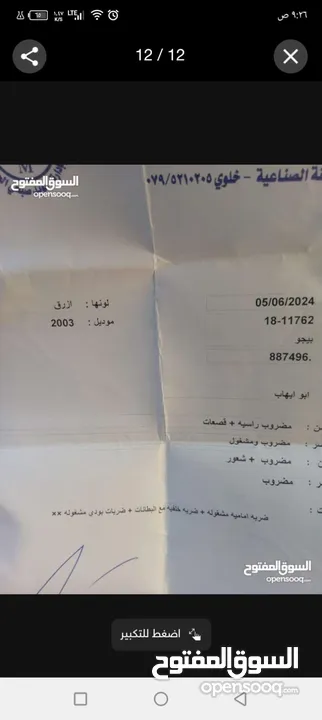 ٩:٢٦ ص
12 / 12
السوق المفتوح
opensooq.com
ة الصناعية - خلوي ٠٧٩/٥٢١٠٢٠٥
05/06/2024
لونها : ازرق
18-11762
موديل : 2003
بيجو
887496.
ابو ايهاب
ن : مضروب راسيه + قصعات
ر : مضروب ومشغول
ن : مضروب + شعور
ر : مضروب
ت : ضربه اماميه مشغوله + ضربه خلفيه مع البطانات + ضربات بودي مشغوله ××
السوق المفتوح
opensooq.com
اضغط للتكبير
السوق المفتوح
opensooq.com